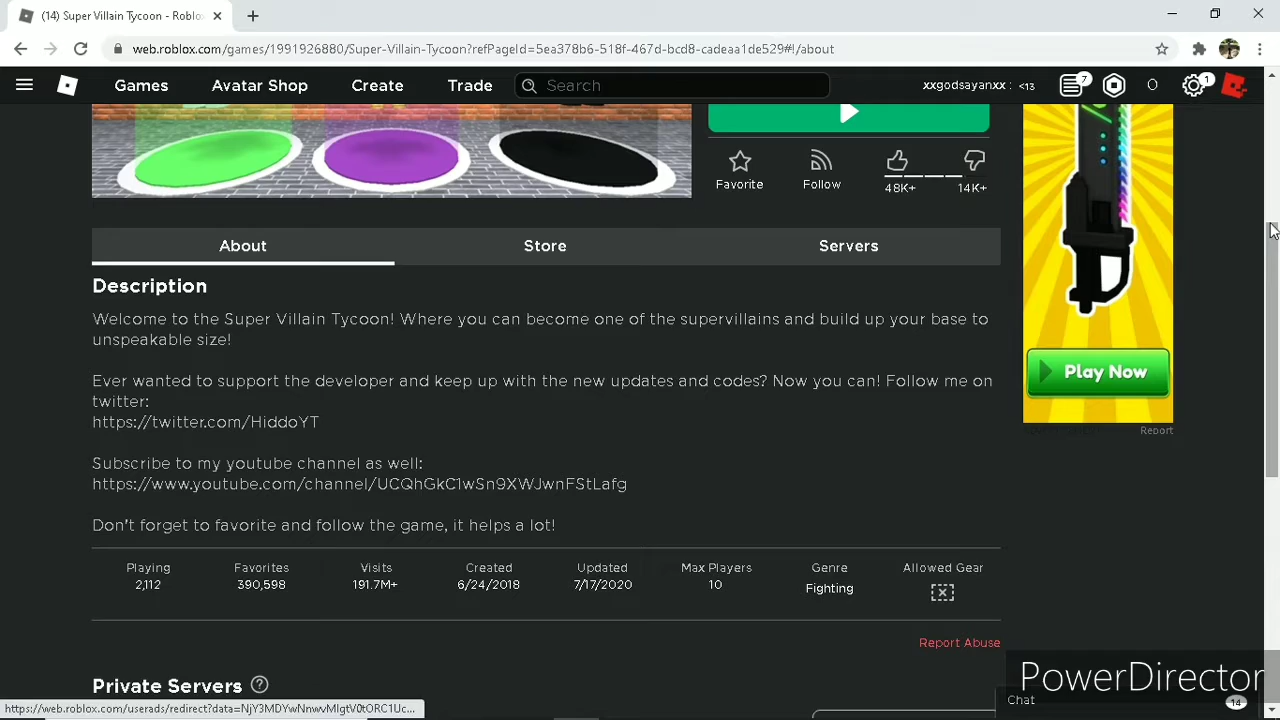 (14) Super Villain Tycoon - Roblo
web.roblox.com/games/1991926880/Super-Villain-Tycoon?refPageId=5ea378b6-518f-467d-bcd8-cadeaa1de529#!/about
Games Avatar Shop Create Trade Search xxgodsayanxx : <13 7 0 1
Favorite Follow 48K+ 14K+
About Store Servers
Description
Welcome to the Super Villain Tycoon! Where you can become one of the supervillains and build up your base to
unspeakable size!
Ever wanted to support the developer and keep up with the new updates and codes? Now you can! Follow me on
twitter:
https://twitter.com/HiddoYT
Subscribe to my youtube channel as well:
https://www.youtube.com/channel/UCQhGkC1wSn9XWJwnFStLafg
Don't forget to favorite and follow the game, it helps a lot!
Play Now
Report
Playing Favorites Visits Created Updated Max Players Genre Allowed Gear
2,112 390,598 191.7M+ 6/24/2018 7/17/2020 10 Fighting
Report Abuse
Private Servers ?
PowerDirector
Chat 14